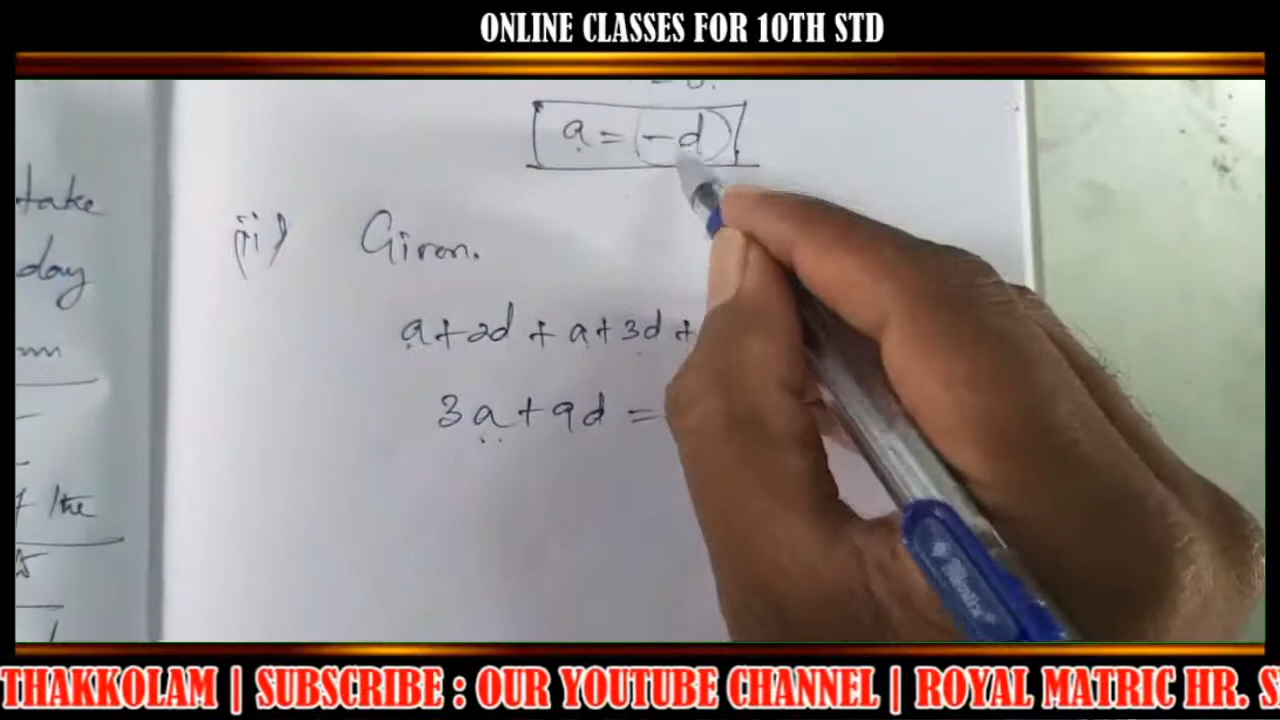 ONLINE CLASSES FOR 10TH STD
a = -d
take
day
(ii) Given.
a+2d + a+3d +
3a+9d =
the
THAKKOLAM | SUBSCRIBE : OUR YOUTUBE CHANNEL | ROYAL MATRIC HR. S